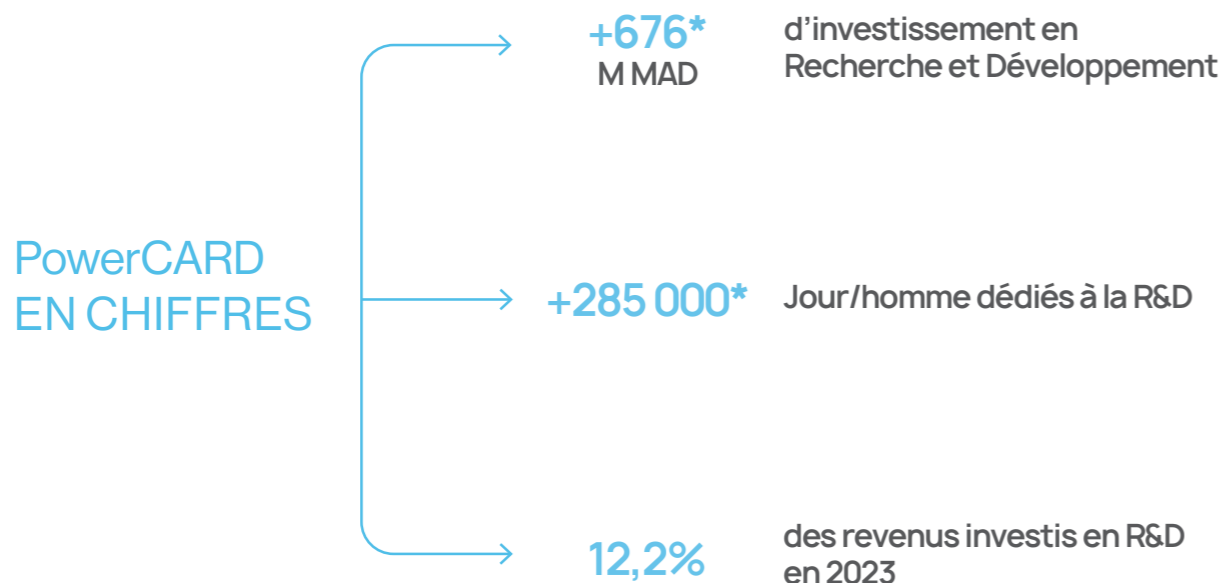 PowerCARD
EN CHIFFRES
+676*
M MAD
d’investissement en
Recherche et Développement
+285 000*
Jour/homme dédiés à la R&D
12,2%
des revenus investis en R&D
en 2023